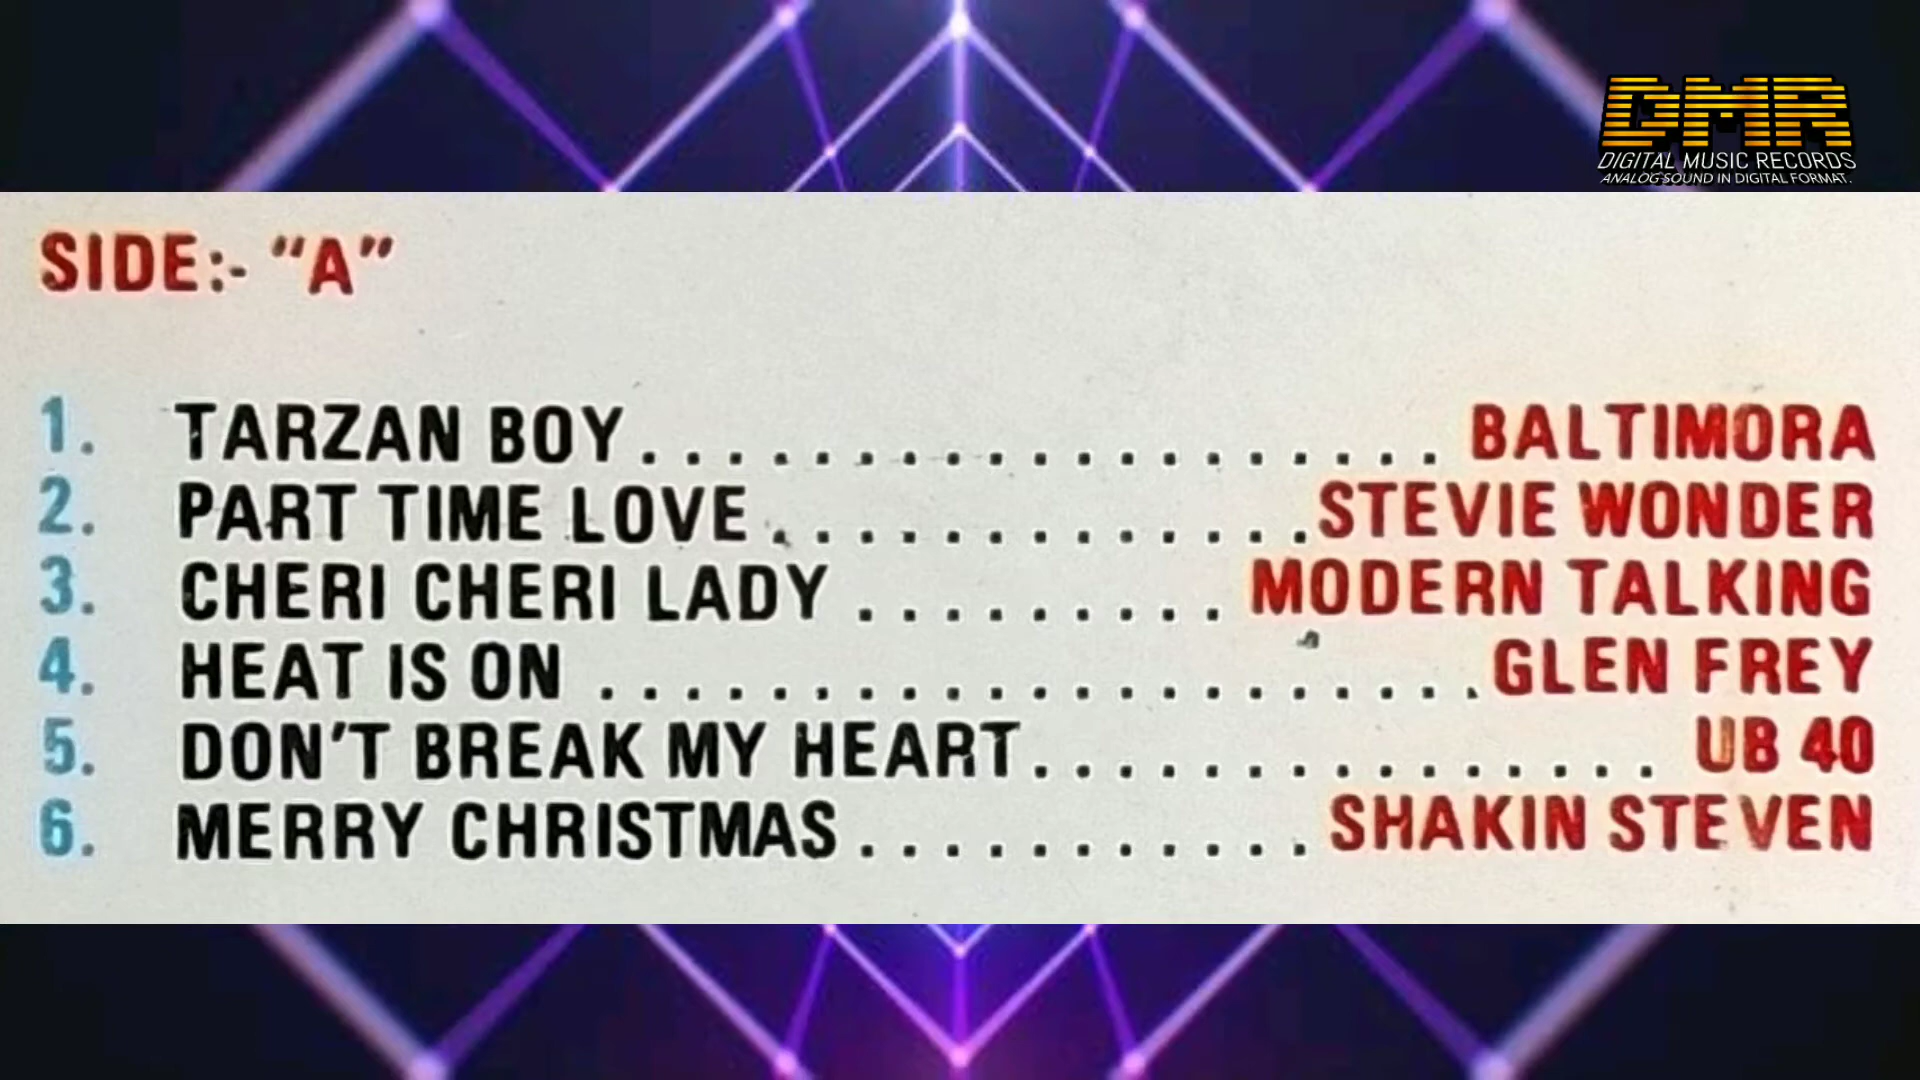 DMR
DIGITAL MUSIC RECORDS
ANALOG SOUND IN DIGITAL FORMAT.
SIDE:- "A"
1. TARZAN BOY.................... BALTIMORA
2. PART TIME LOVE.............STEVIE WONDER
3. CHERI CHERI LADY ......... MODERN TALKING
4. HEAT IS ON .....................GLEN FREY
5. DON'T BREAK MY HEART............... UB 40
6. MERRY CHRISTMAS ...........SHAKIN STEVEN